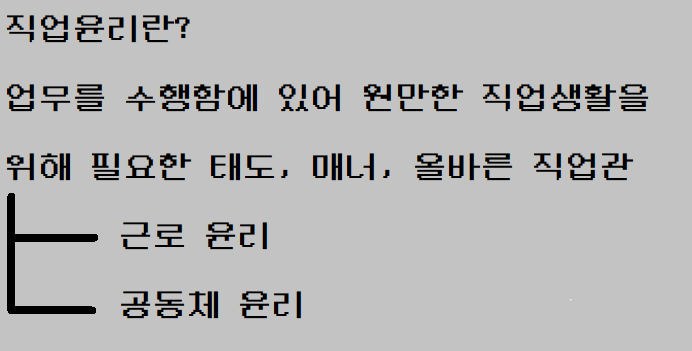 직업윤리란?
업무를 수행함에 있어 원만한 직업생활을
위해 필요한 태도, 매너, 올바른 직업관
근로 윤리
공동체 윤리